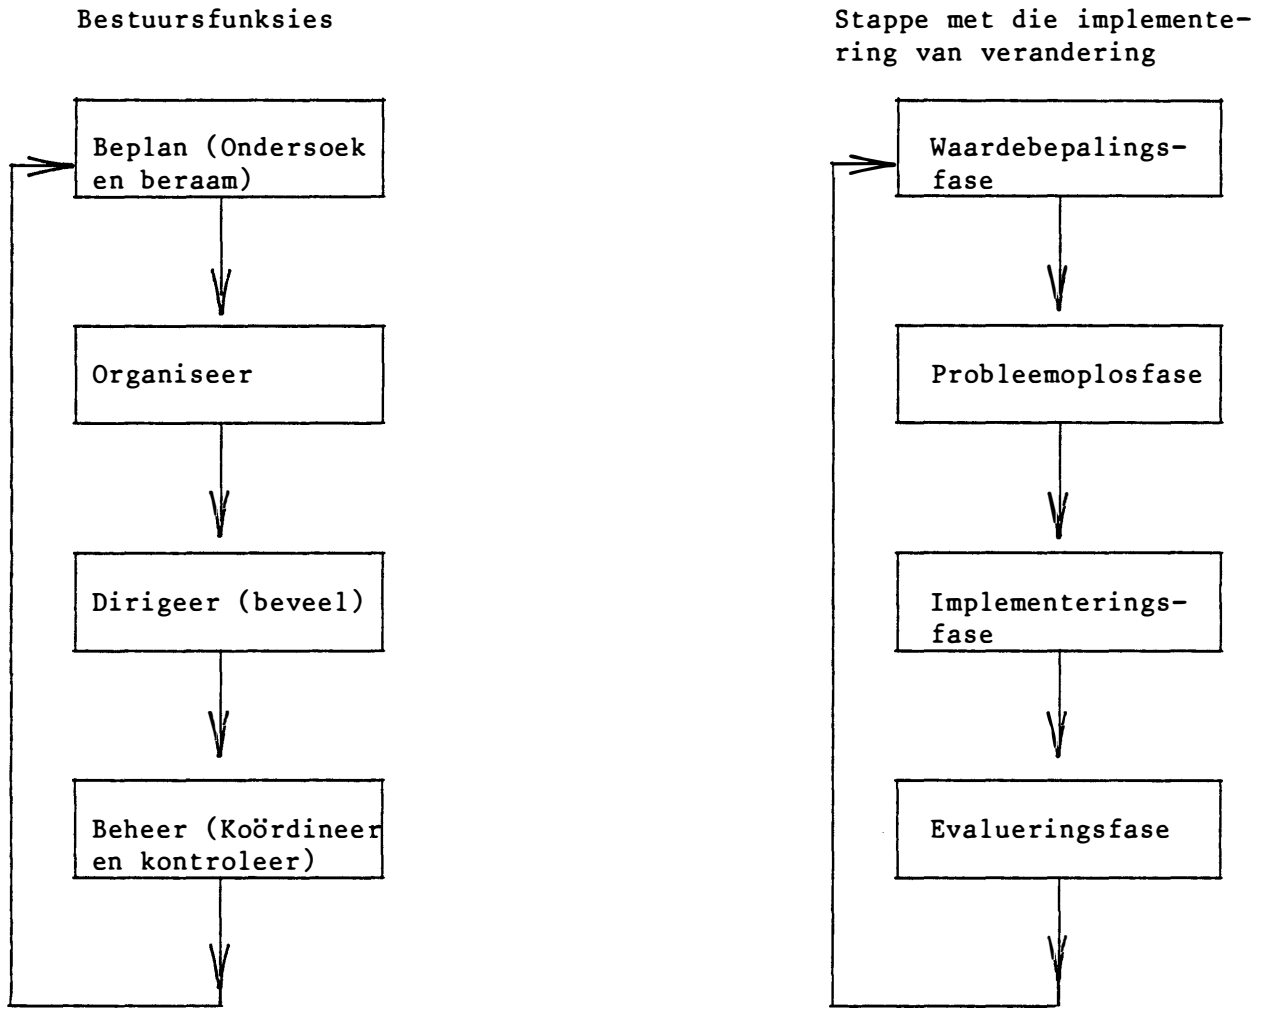 Bestuursfunksies
Beplan (Ondersoek
en beraam)
Organiseer
Dirigeer (beveel)
Beheer (Koördineer
en kontroleer)
Stappe met die implemente-
ring van verandering
Waardebepalings-
fase
Probleemoplosfase
Implementerings-
fase
Evalueringsfase